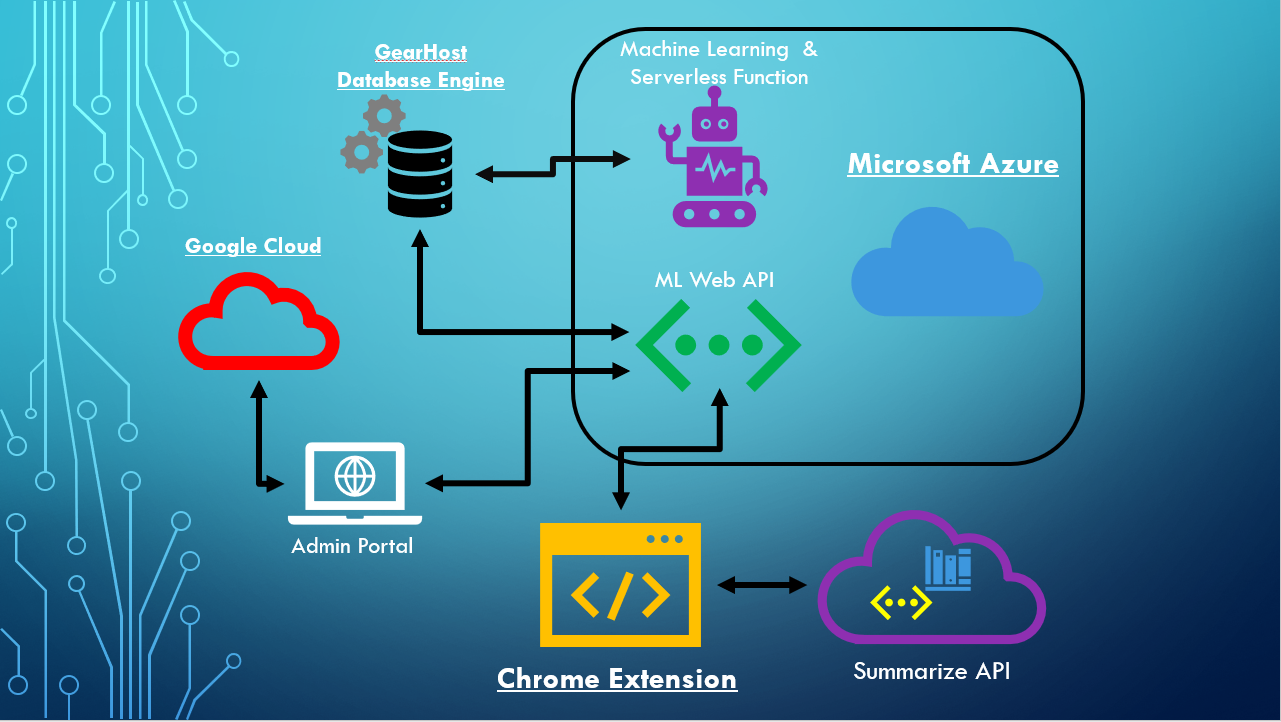 GearHost
Database Engine
Machine Learning  &
Serverless Function
Microsoft Azure
Google Cloud
ML Web API
Admin Portal
Chrome Extension
Summarize API